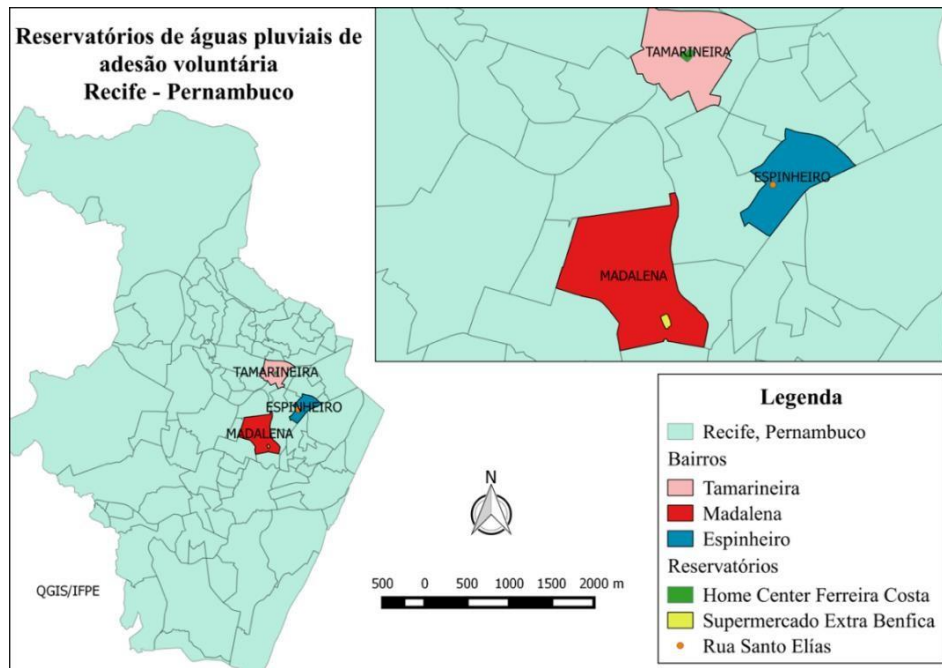 Reservatórios de águas pluviais de
adesão voluntária
Recife - Pernambuco
TAMARINEIRA
ESPINHEIRO
MADALENA
TAMARINEIRA
ESPINHEIRO
MADALENA
QGIS/IFPE
N
500 0 500 1000 1500 2000 m
Legenda
Recife, Pernambuco
Bairros
Tamarineira
Madalena
Espinheiro
Reservatórios
Home Center Ferreira Costa
Supermercado Extra Benfica
Rua Santo Elías